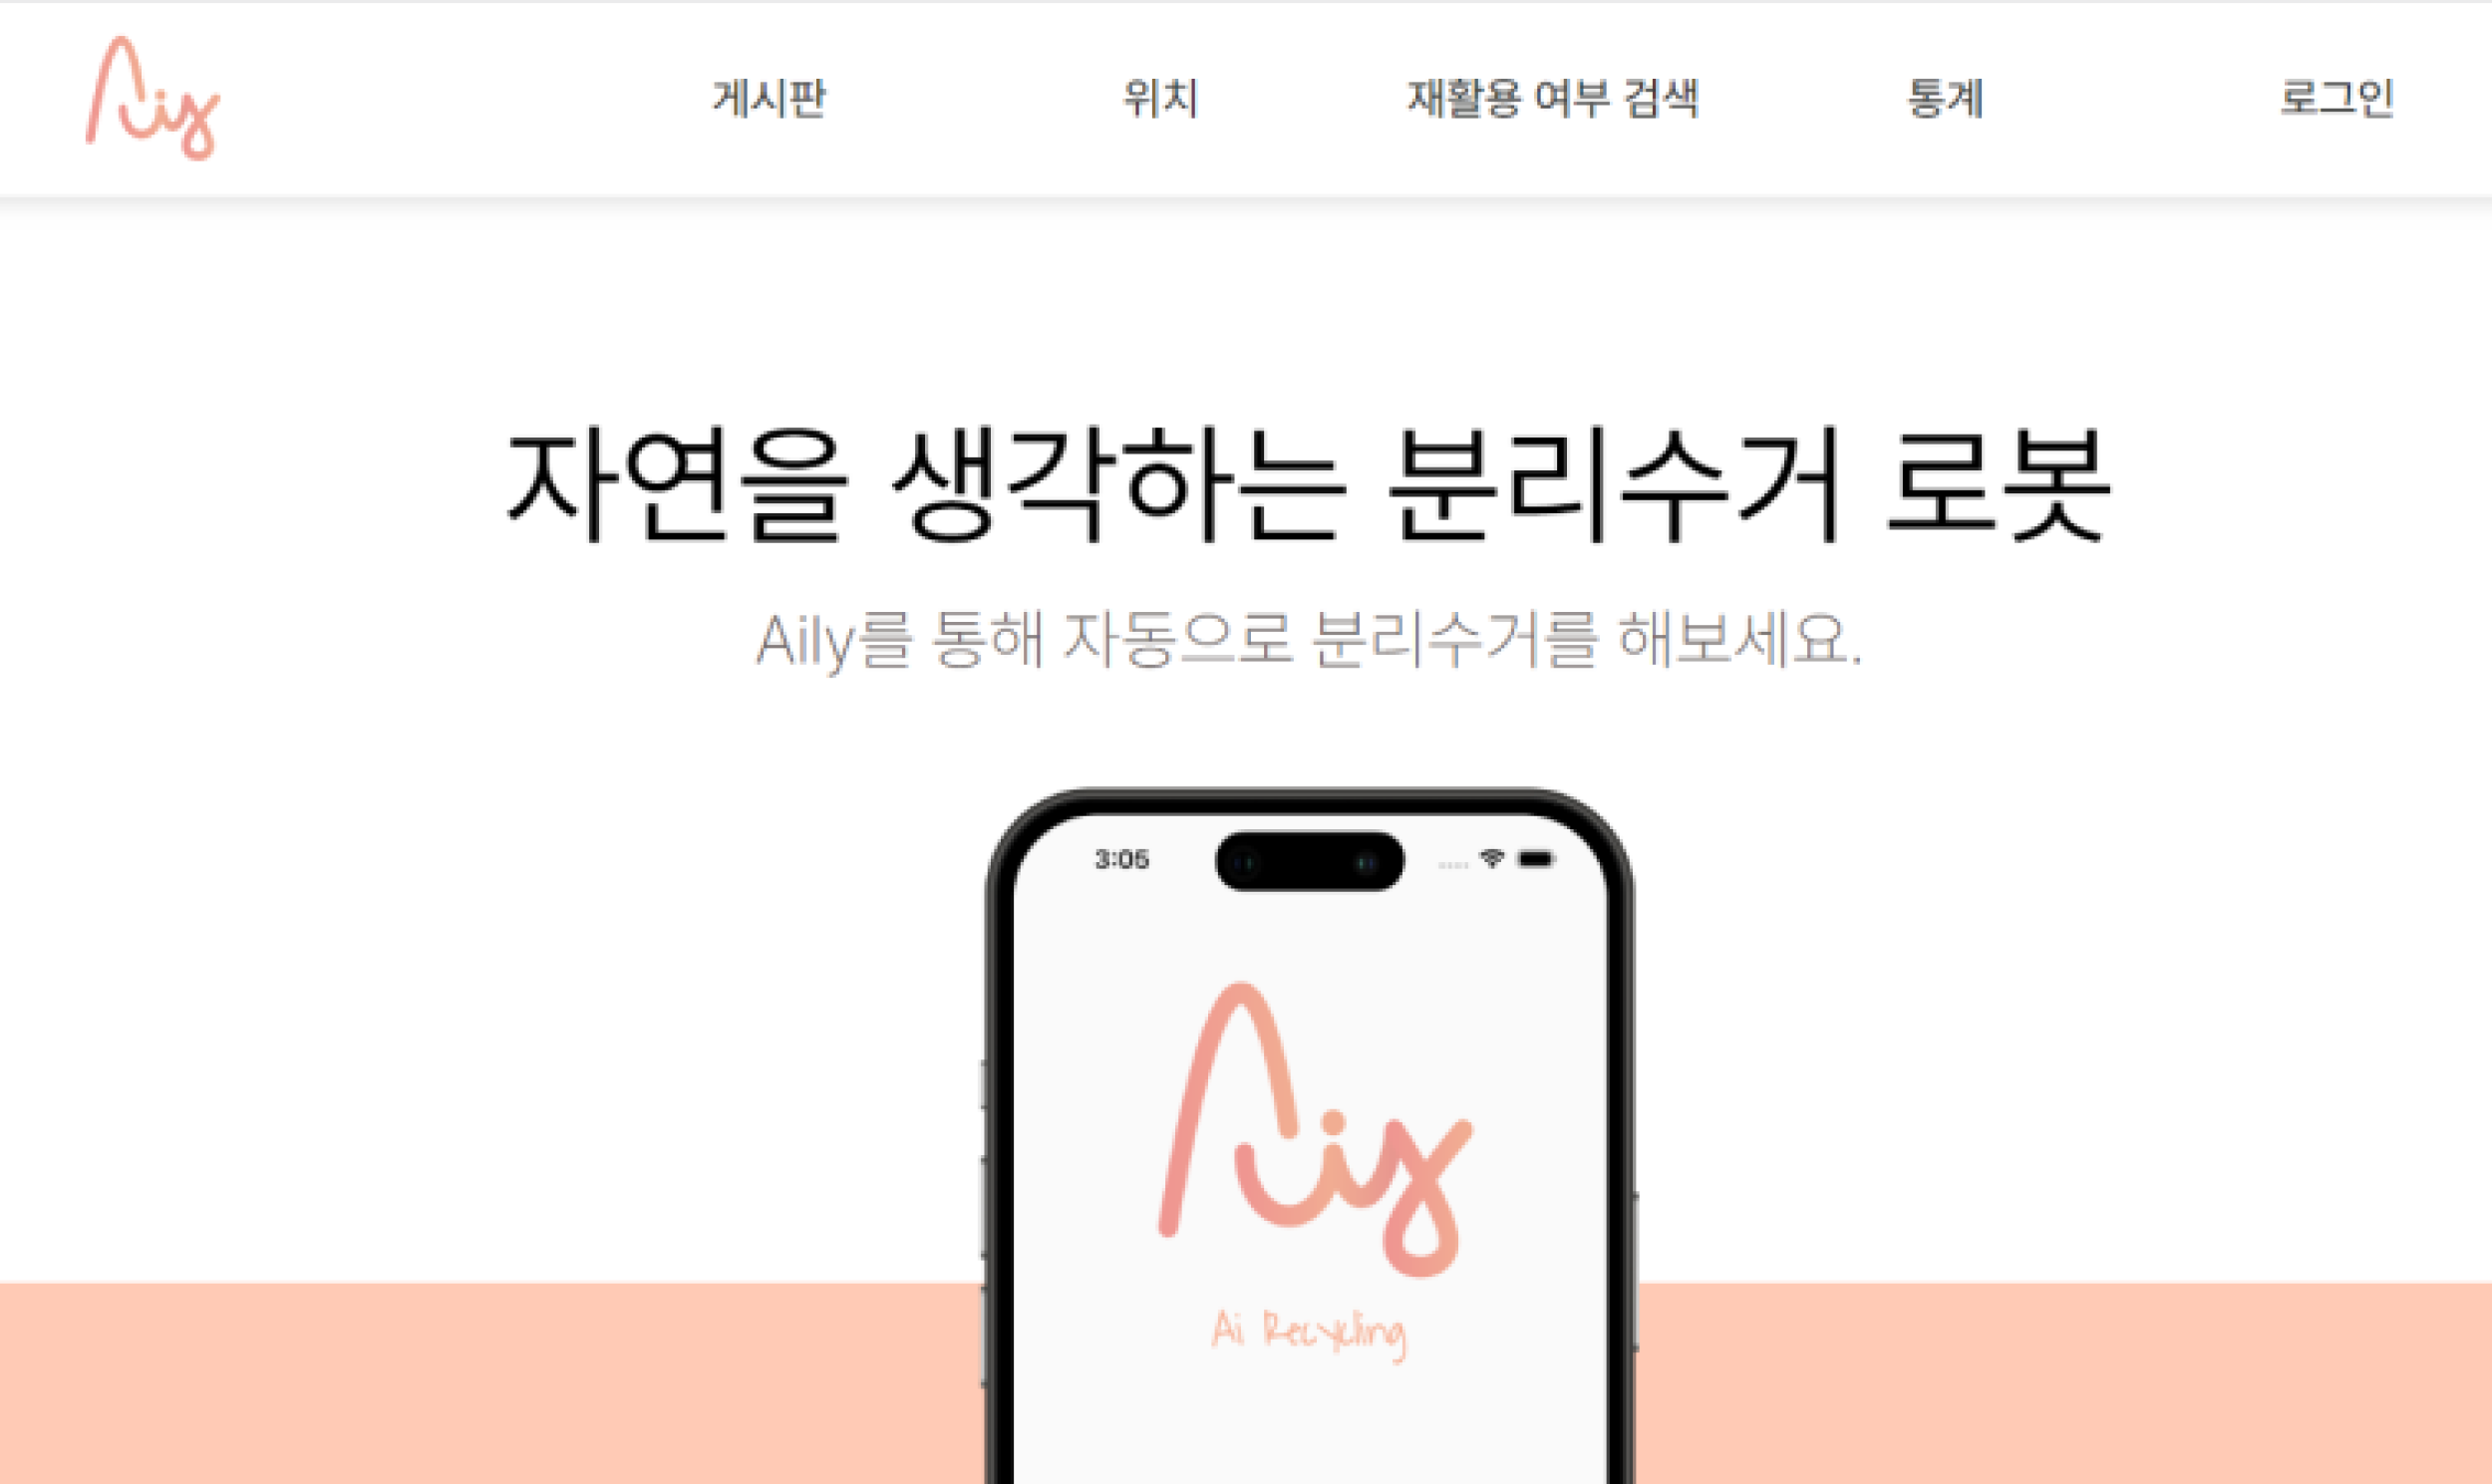 Aily
게시판 위치 재활용 여부 검색 통계 로그인
자연을 생각하는 분리수거 로봇
Aily를 통해 자동으로 분리수거를 해보세요.
3:05
Aily
Ai Recycling